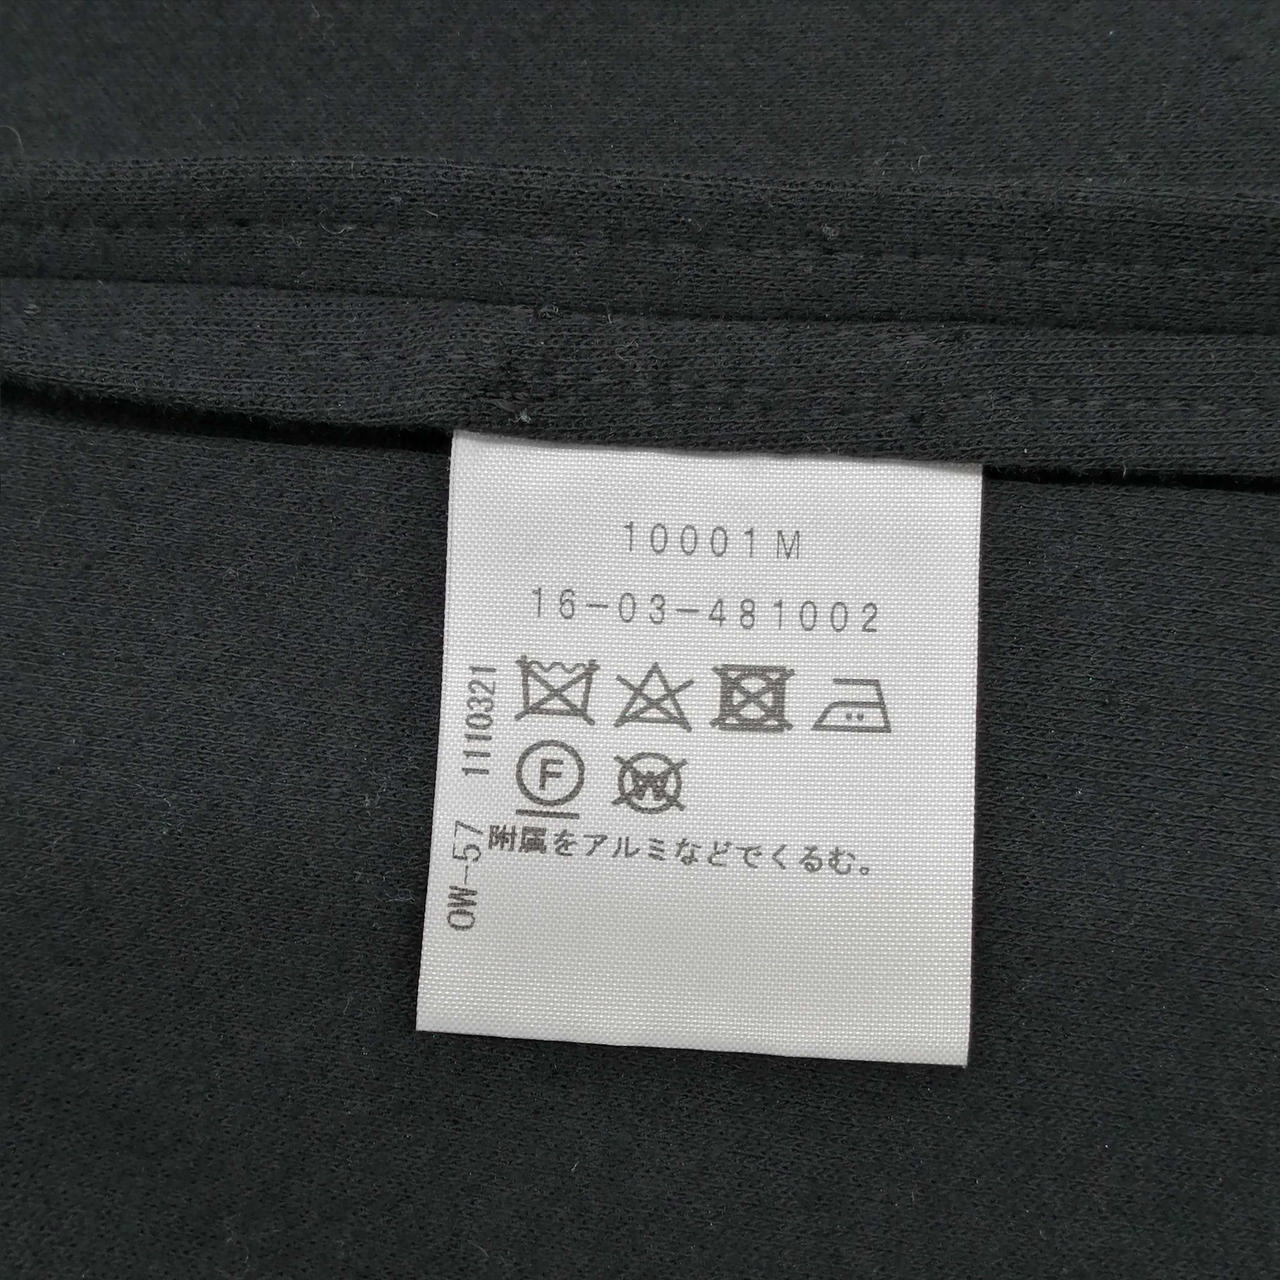 10001M
16-03-481002
F
W
附属をアルミなどでくるむ。
OW-57 1110321